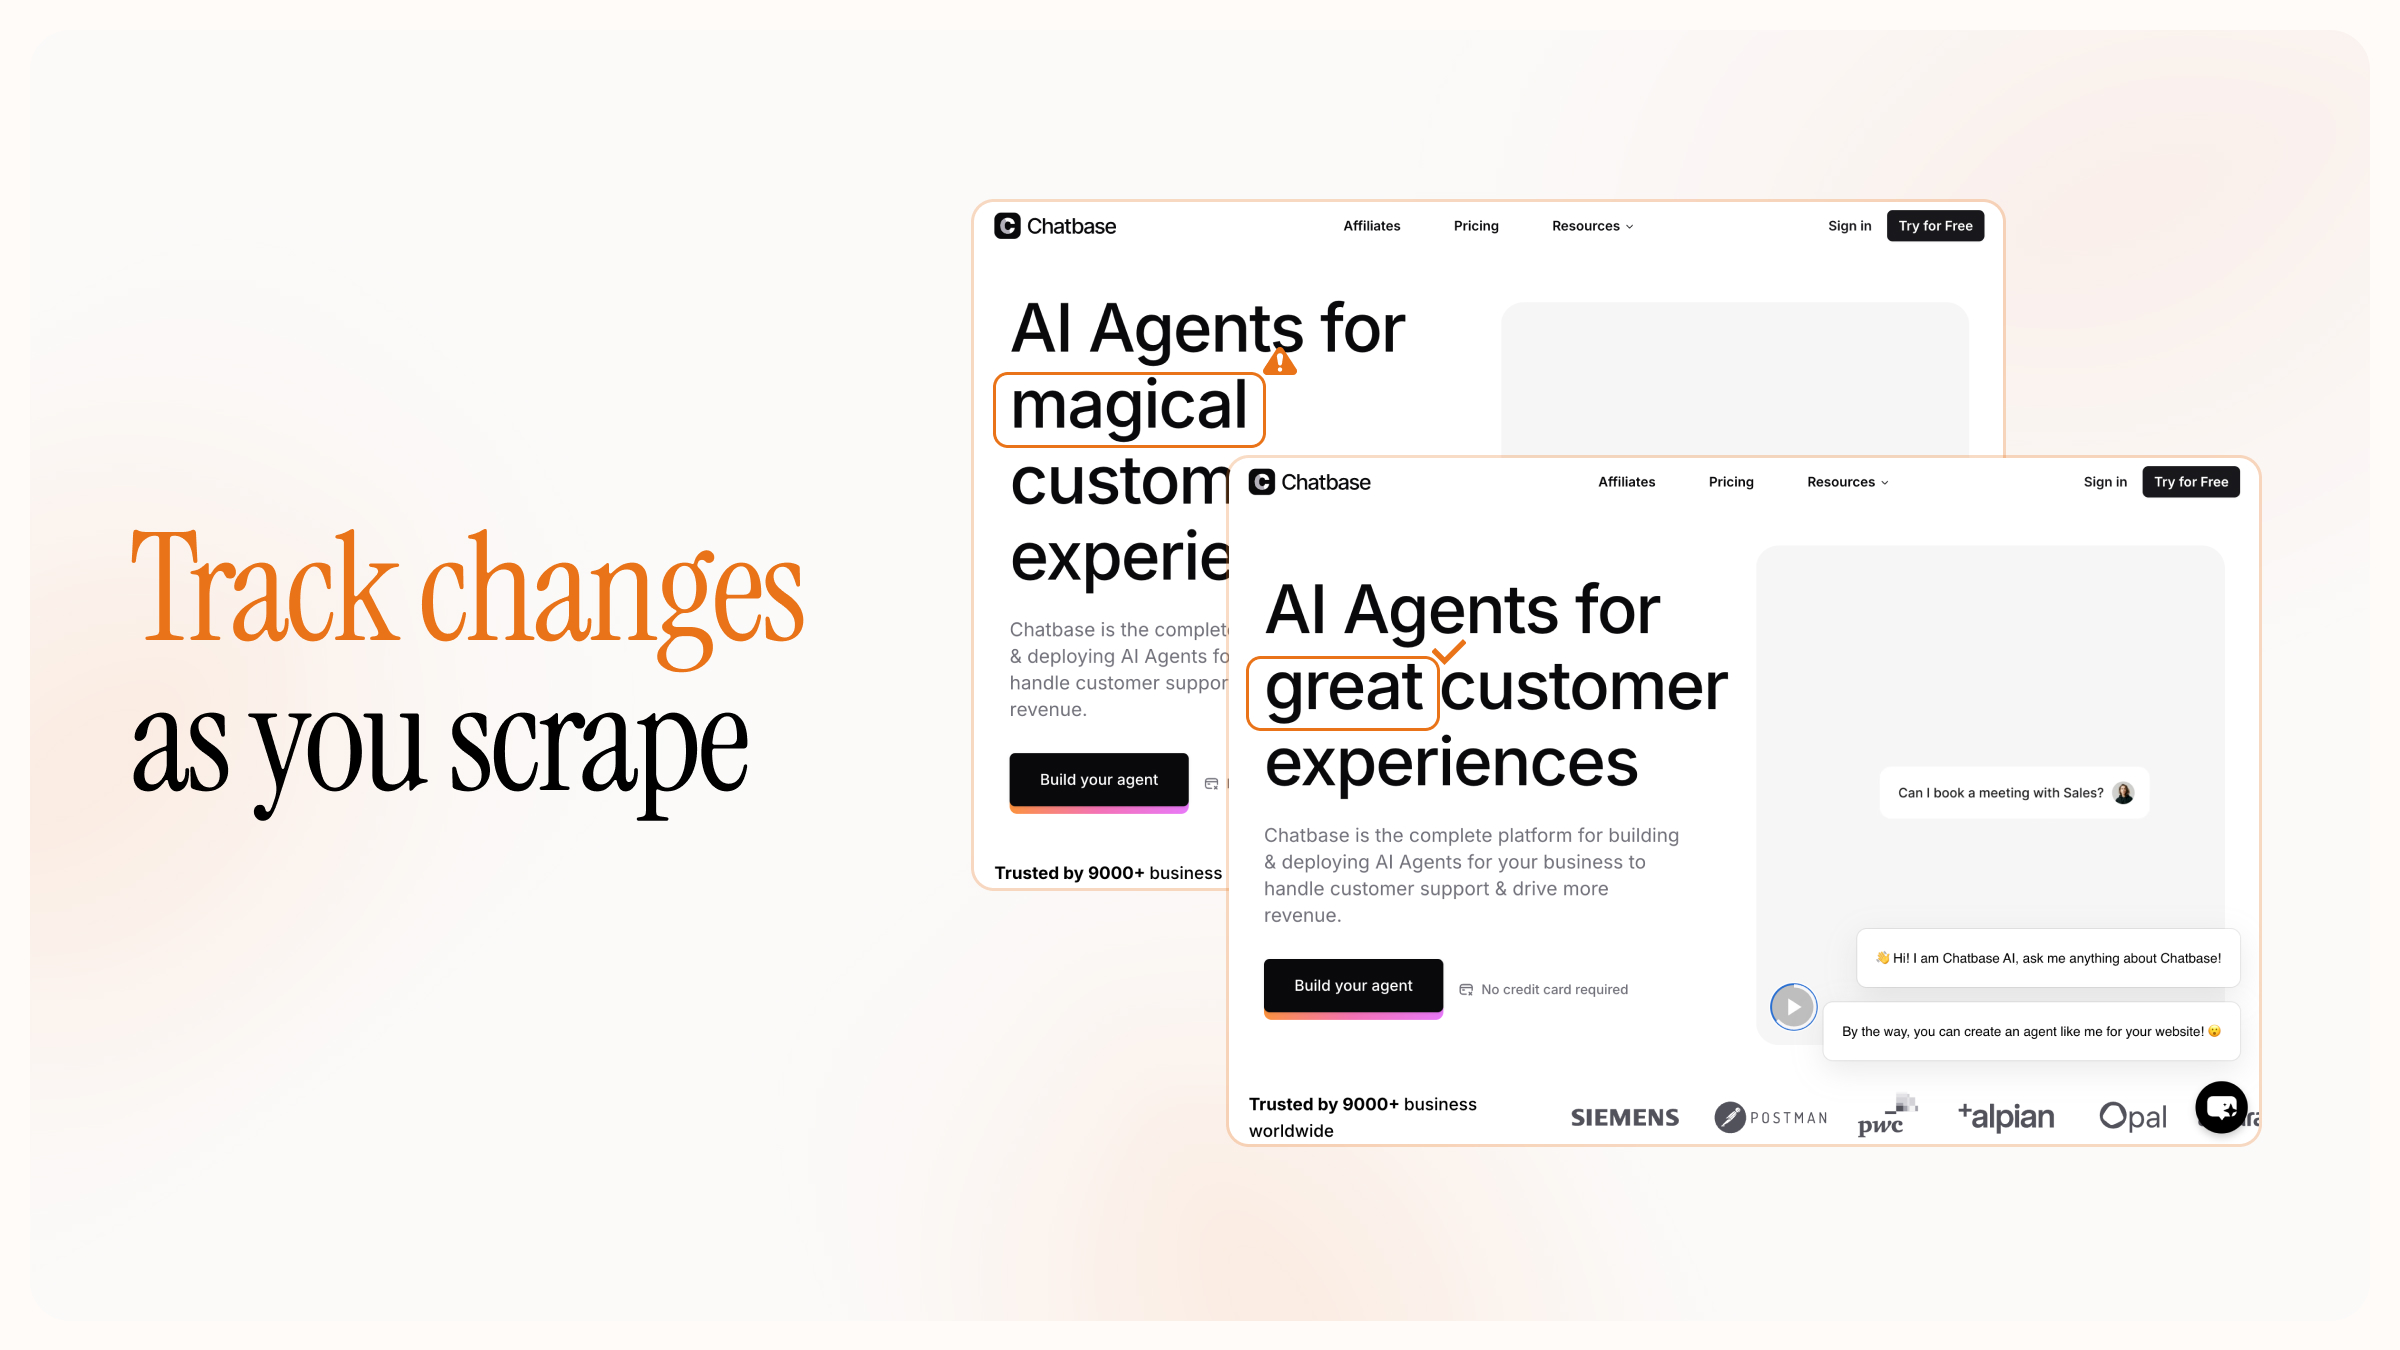 Track changes
as you scrape
Chatbase
Affiliates
Pricing
Resources
Sign in
Try for Free
AI Agents for
magical
custom
experie
Chatbase is the complet
& deploying AI Agents fo
handle customer suppor
revenue.
Build your agent
Trusted by 9000+ business
Chatbase
Affiliates
Pricing
Resources
Sign in
Try for Free
AI Agents for
great customer
experiences
Chatbase is the complete platform for building
& deploying AI Agents for your business to
handle customer support & drive more
revenue.
Build your agent
No credit card required
Can I book a meeting with Sales?
👋 Hi! I am Chatbase AI, ask me anything about Chatbase!
By the way, you can create an agent like me for your website! 😮
Trusted by 9000+ business
worldwide
SIEMENS
POSTMAN
pwc
+alpian
Opal